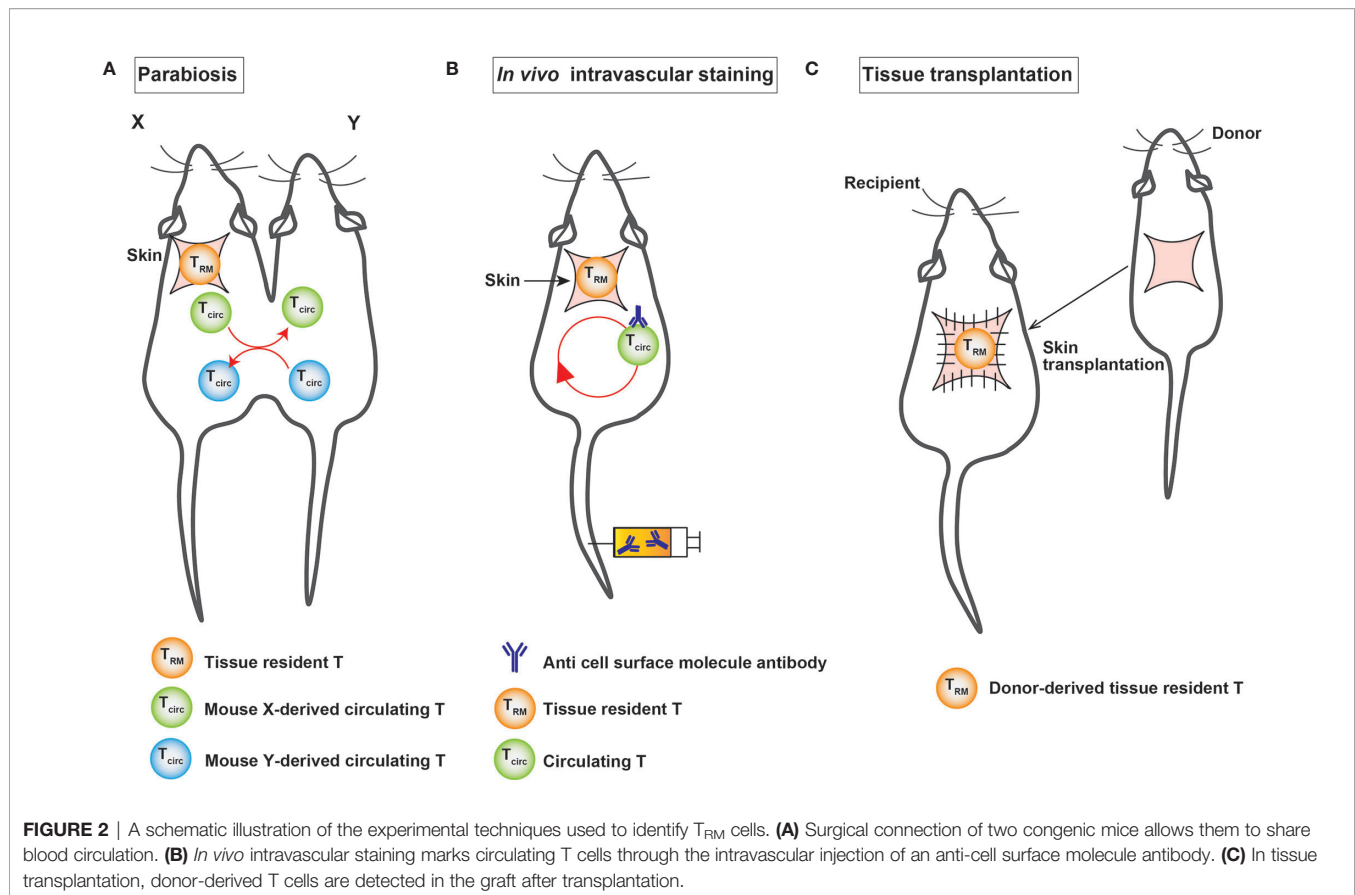 A Parabiosis
B In vivo intravascular staining
C Tissue transplantation
X
Y
Skin
TRM
Tcirc
Tcirc
Tcirc
Tcirc
Skin
TRM
Tcirc
Donor
Recipient
TRM
Skin
transplantation
TRM Tissue resident T
Tcirc Mouse X-derived circulating T
Tcirc Mouse Y-derived circulating T
Anti cell surface molecule antibody
TRM Tissue resident T
Tcirc Circulating T
TRM Donor-derived tissue resident T
FIGURE 2 | A schematic illustration of the experimental techniques used to identify TRM cells. (A) Surgical connection of two congenic mice allows them to share
blood circulation. (B) In vivo intravascular staining marks circulating T cells through the intravascular injection of an anti-cell surface molecule antibody. (C) In tissue
transplantation, donor-derived T cells are detected in the graft after transplantation.